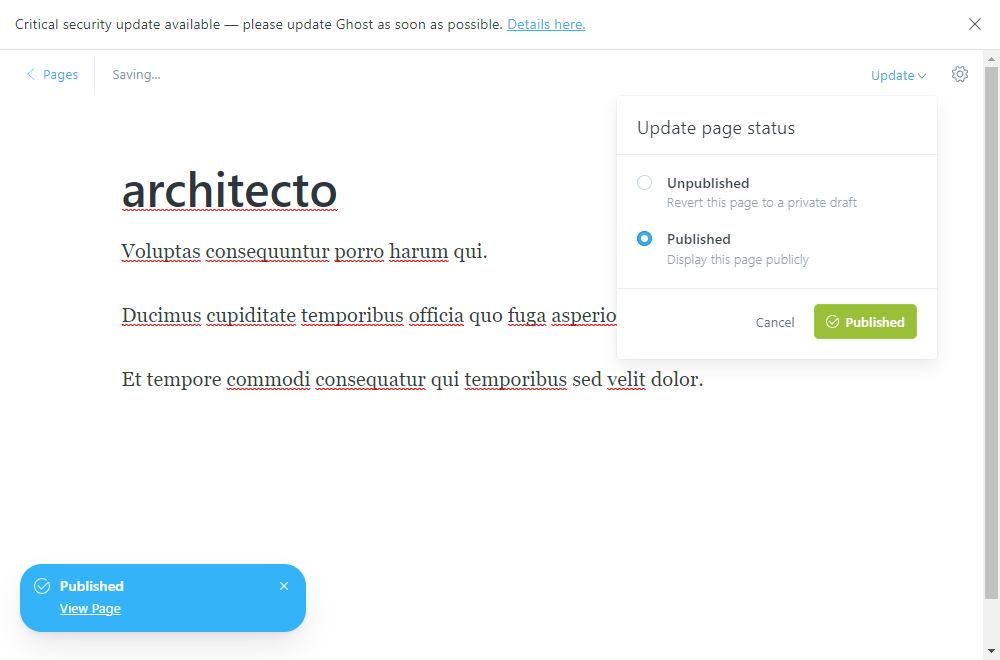 Critical security update available — please update Ghost as soon as possible. Details here.
Pages
Saving...
Update
Update page status
Unpublished
Revert this page to a private draft
Published
Display this page publicly
Cancel
Published
architecto
Voluptas consequuntur porro harum qui.
Ducimus cupiditate temporibus officia quo fuga asperio
Et tempore commodi consequatur qui temporibus sed velit dolor.
Published
View Page